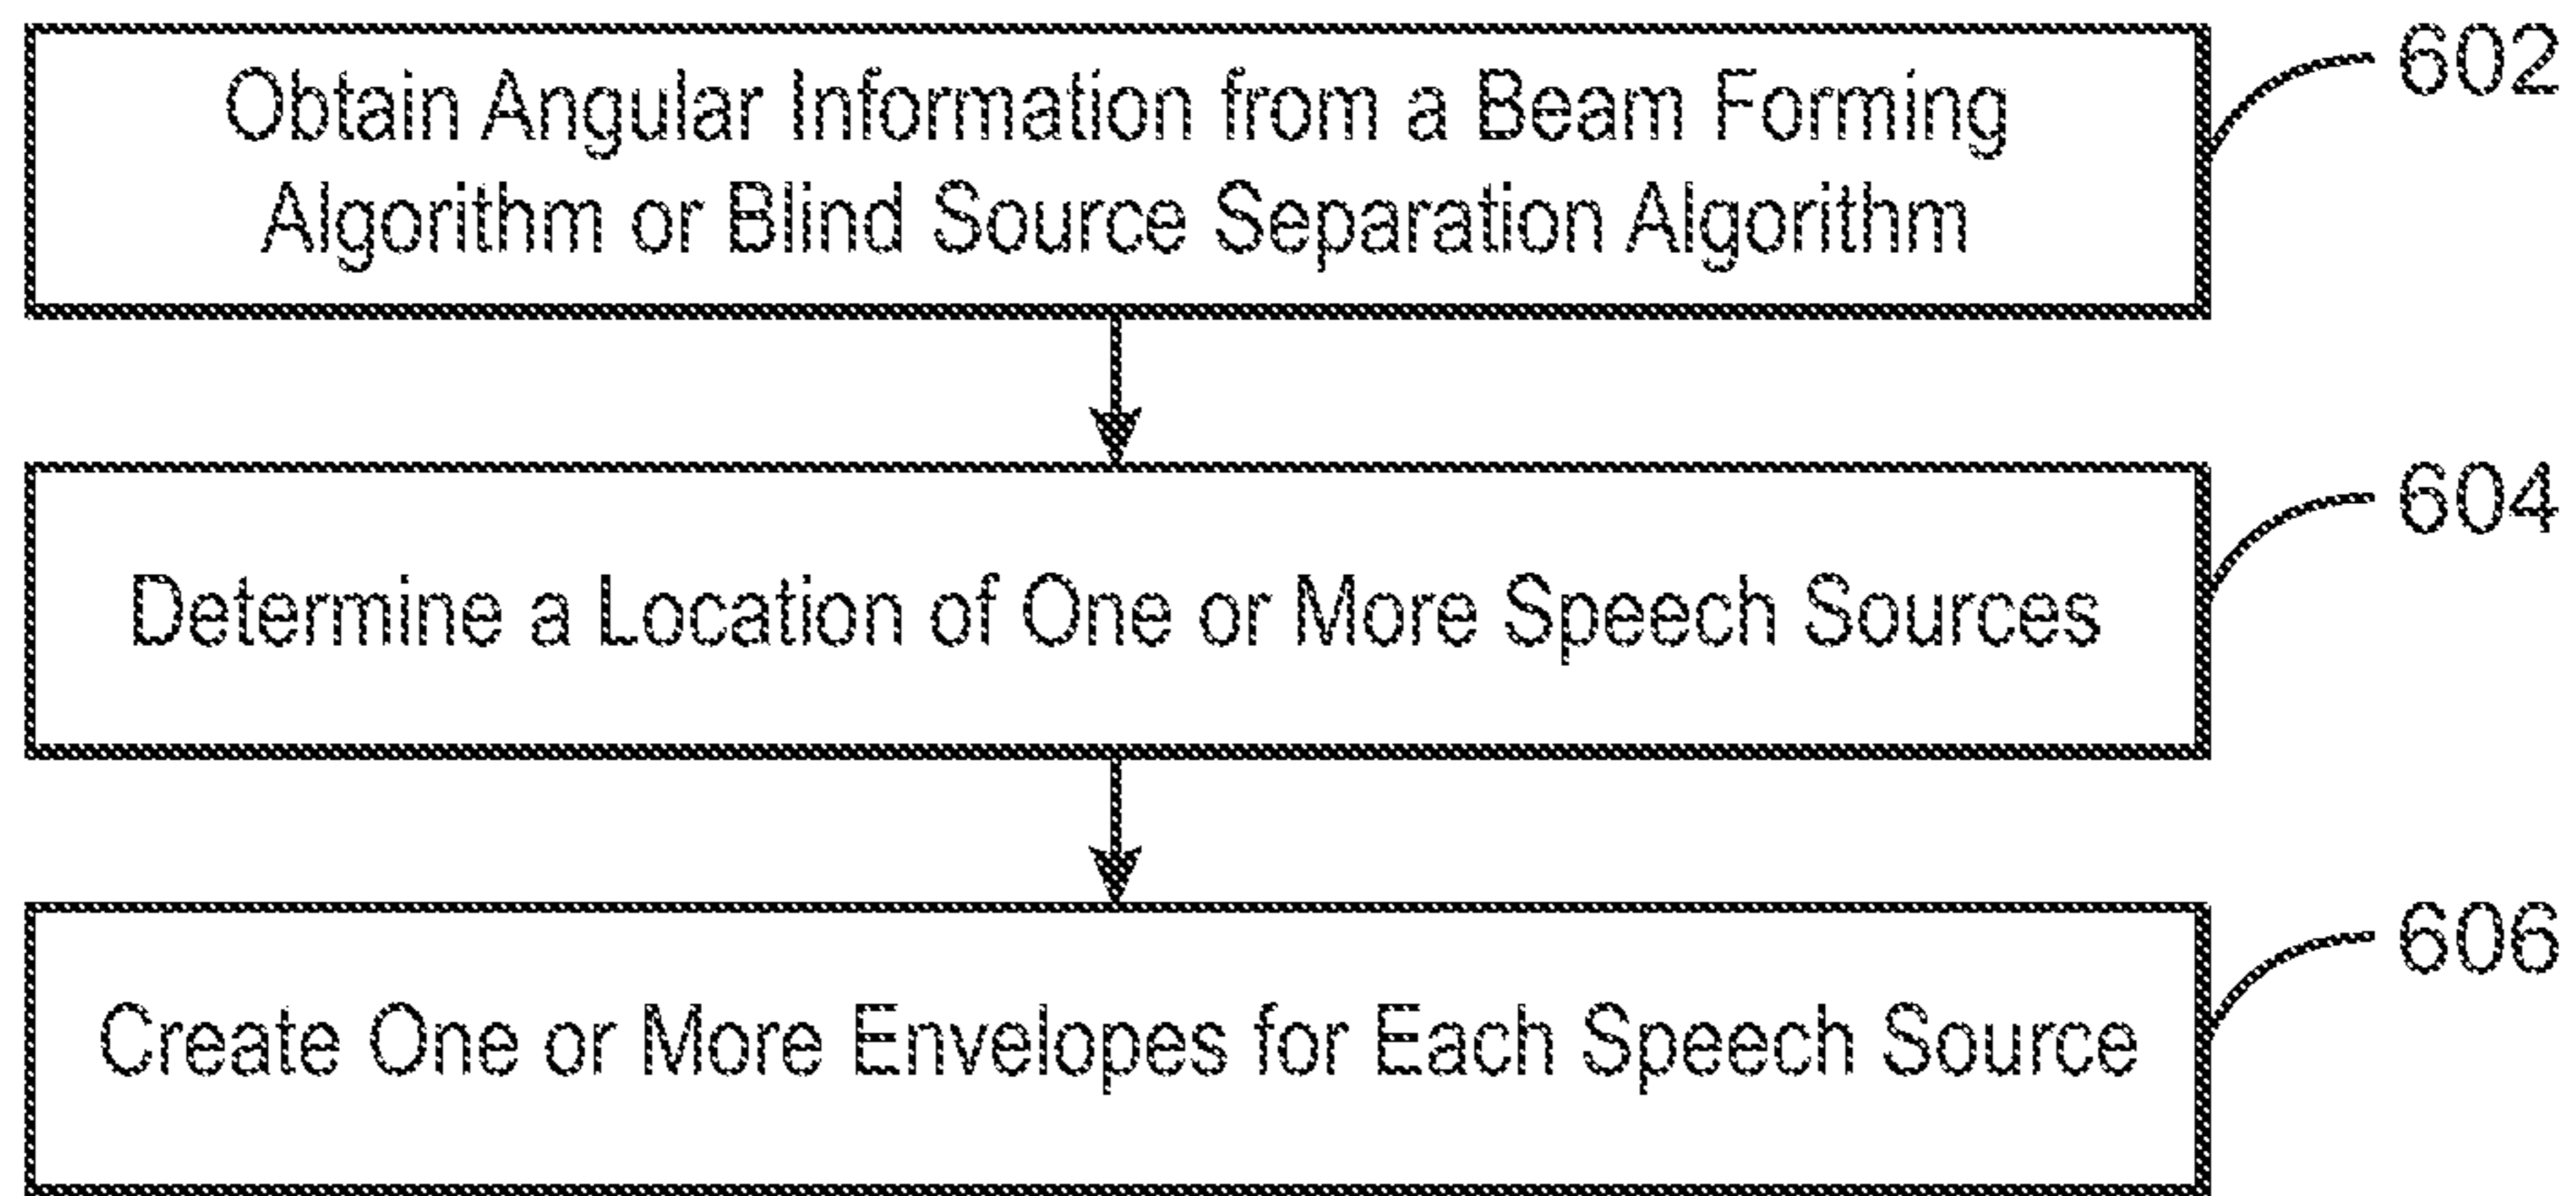 Obtain Angular Information from a Beam Forming
Algorithm or Blind Source Separation Algorithm
602
Determine a Location of One or More Speech Sources
604
Create One or More Envelopes for Each Speech Source
606